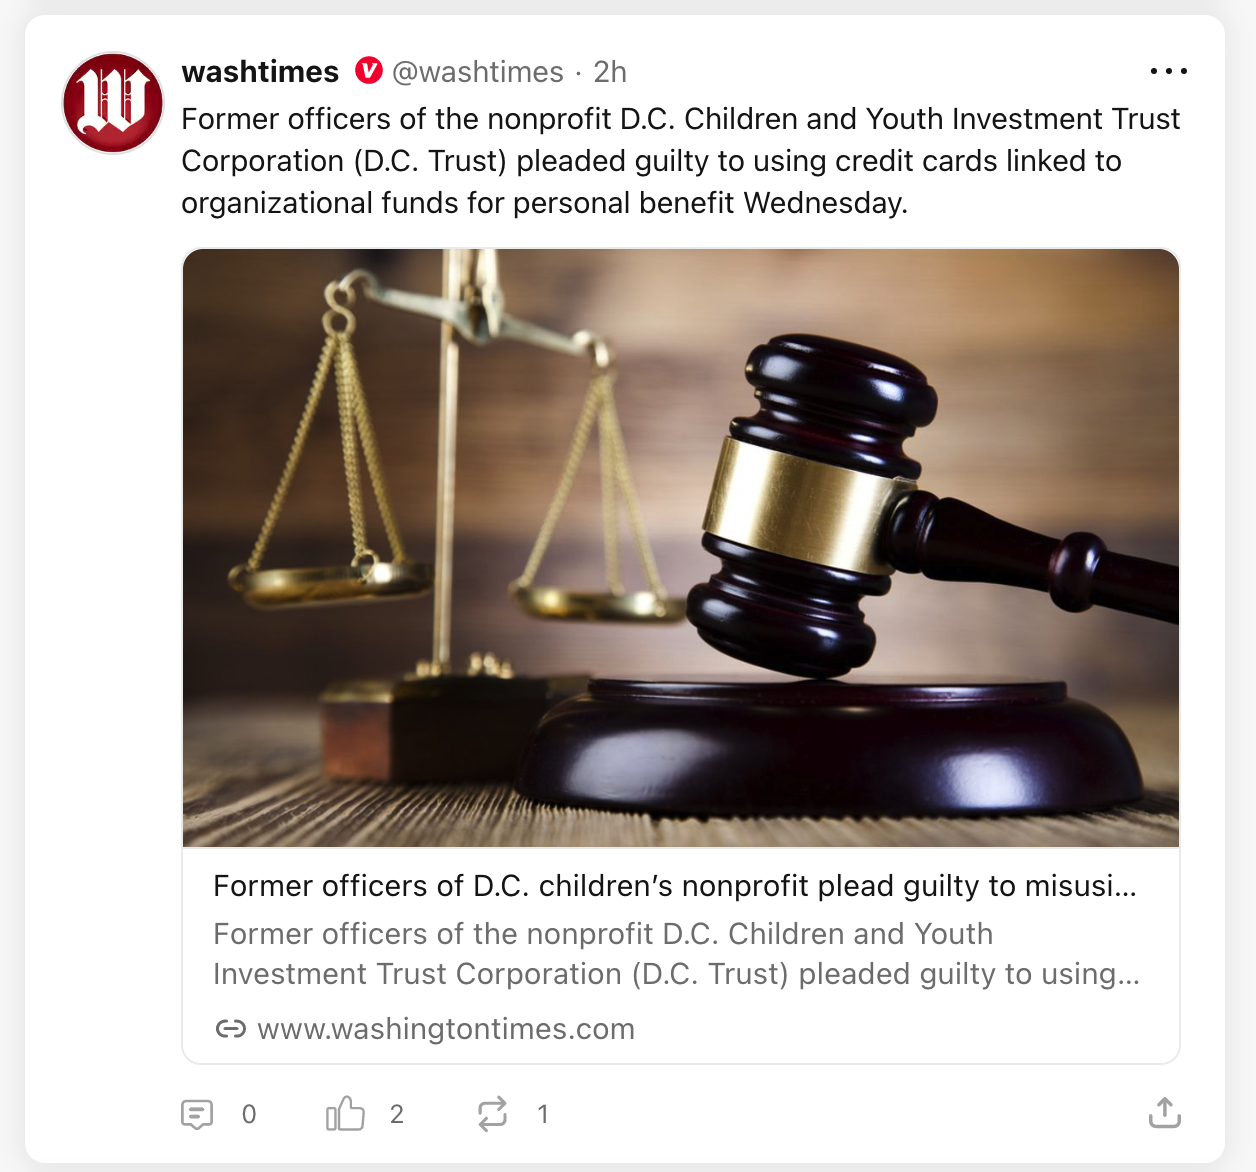 washtimes V @washtimes · 2h
Former officers of the nonprofit D.C. Children and Youth Investment Trust
Corporation (D.C. Trust) pleaded guilty to using credit cards linked to
organizational funds for personal benefit Wednesday.
Former officers of D.C. children's nonprofit plead guilty to misusi...
Former officers of the nonprofit D.C. Children and Youth
Investment Trust Corporation (D.C. Trust) pleaded guilty to using...
www.washingtontimes.com
0 2 1